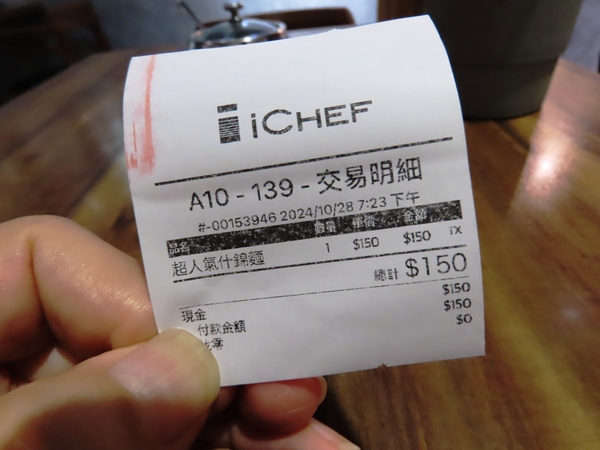 iCHEF
A10 - 139 - 交易明細
#-00153946 2024/10/28 7:23 下午
品名 數量 單價 金額
超人氣什錦麵 1 $150 $150 TX
總計 $150
現金 $150
付款金額 $150
找零 $0